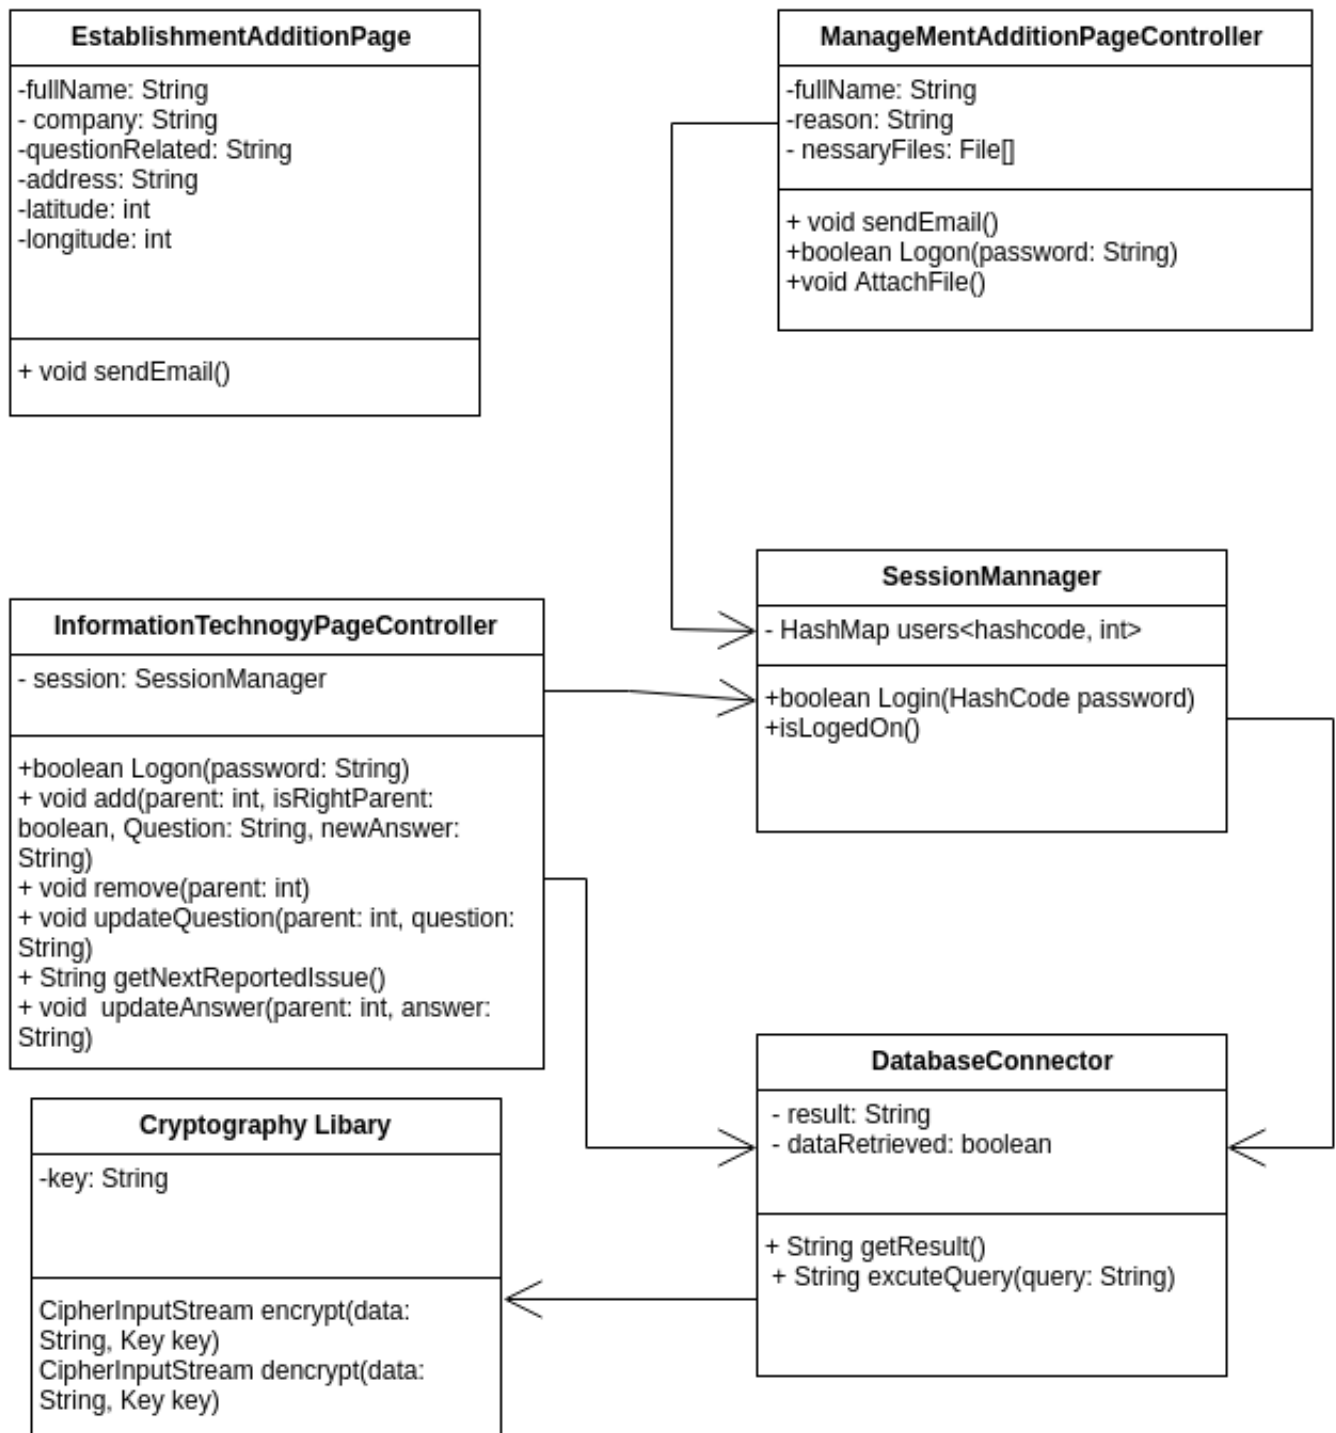 EstablishmentAdditionPage
-fullName: String
- company: String
-questionRelated: String
-address: String
-latitude: int
-longitude: int
+ void sendEmail()
ManageMentAdditionPageController
-fullName: String
-reason: String
- nessaryFiles: File[]
+ void sendEmail()
+boolean Logon(password: String)
+void AttachFile()
SessionMannager
- HashMap users<hashcode, int>
+boolean Login(HashCode password)
+isLogedOn()
InformationTechnogyPageController
- session: SessionManager
+boolean Logon(password: String)
+ void add(parent: int, isRightParent:
boolean, Question: String, newAnswer:
String)
+ void remove(parent: int)
+ void updateQuestion(parent: int, question:
String)
+ String getNextReportedIssue()
+ void  updateAnswer(parent: int, answer:
String)
DatabaseConnector
- result: String
- dataRetrieved: boolean
+ String getResult()
+ String excuteQuery(query: String)
Cryptography Libary
-key: String
CipherInputStream encrypt(data:
String, Key key)
CipherInputStream dencrypt(data:
String, Key key)